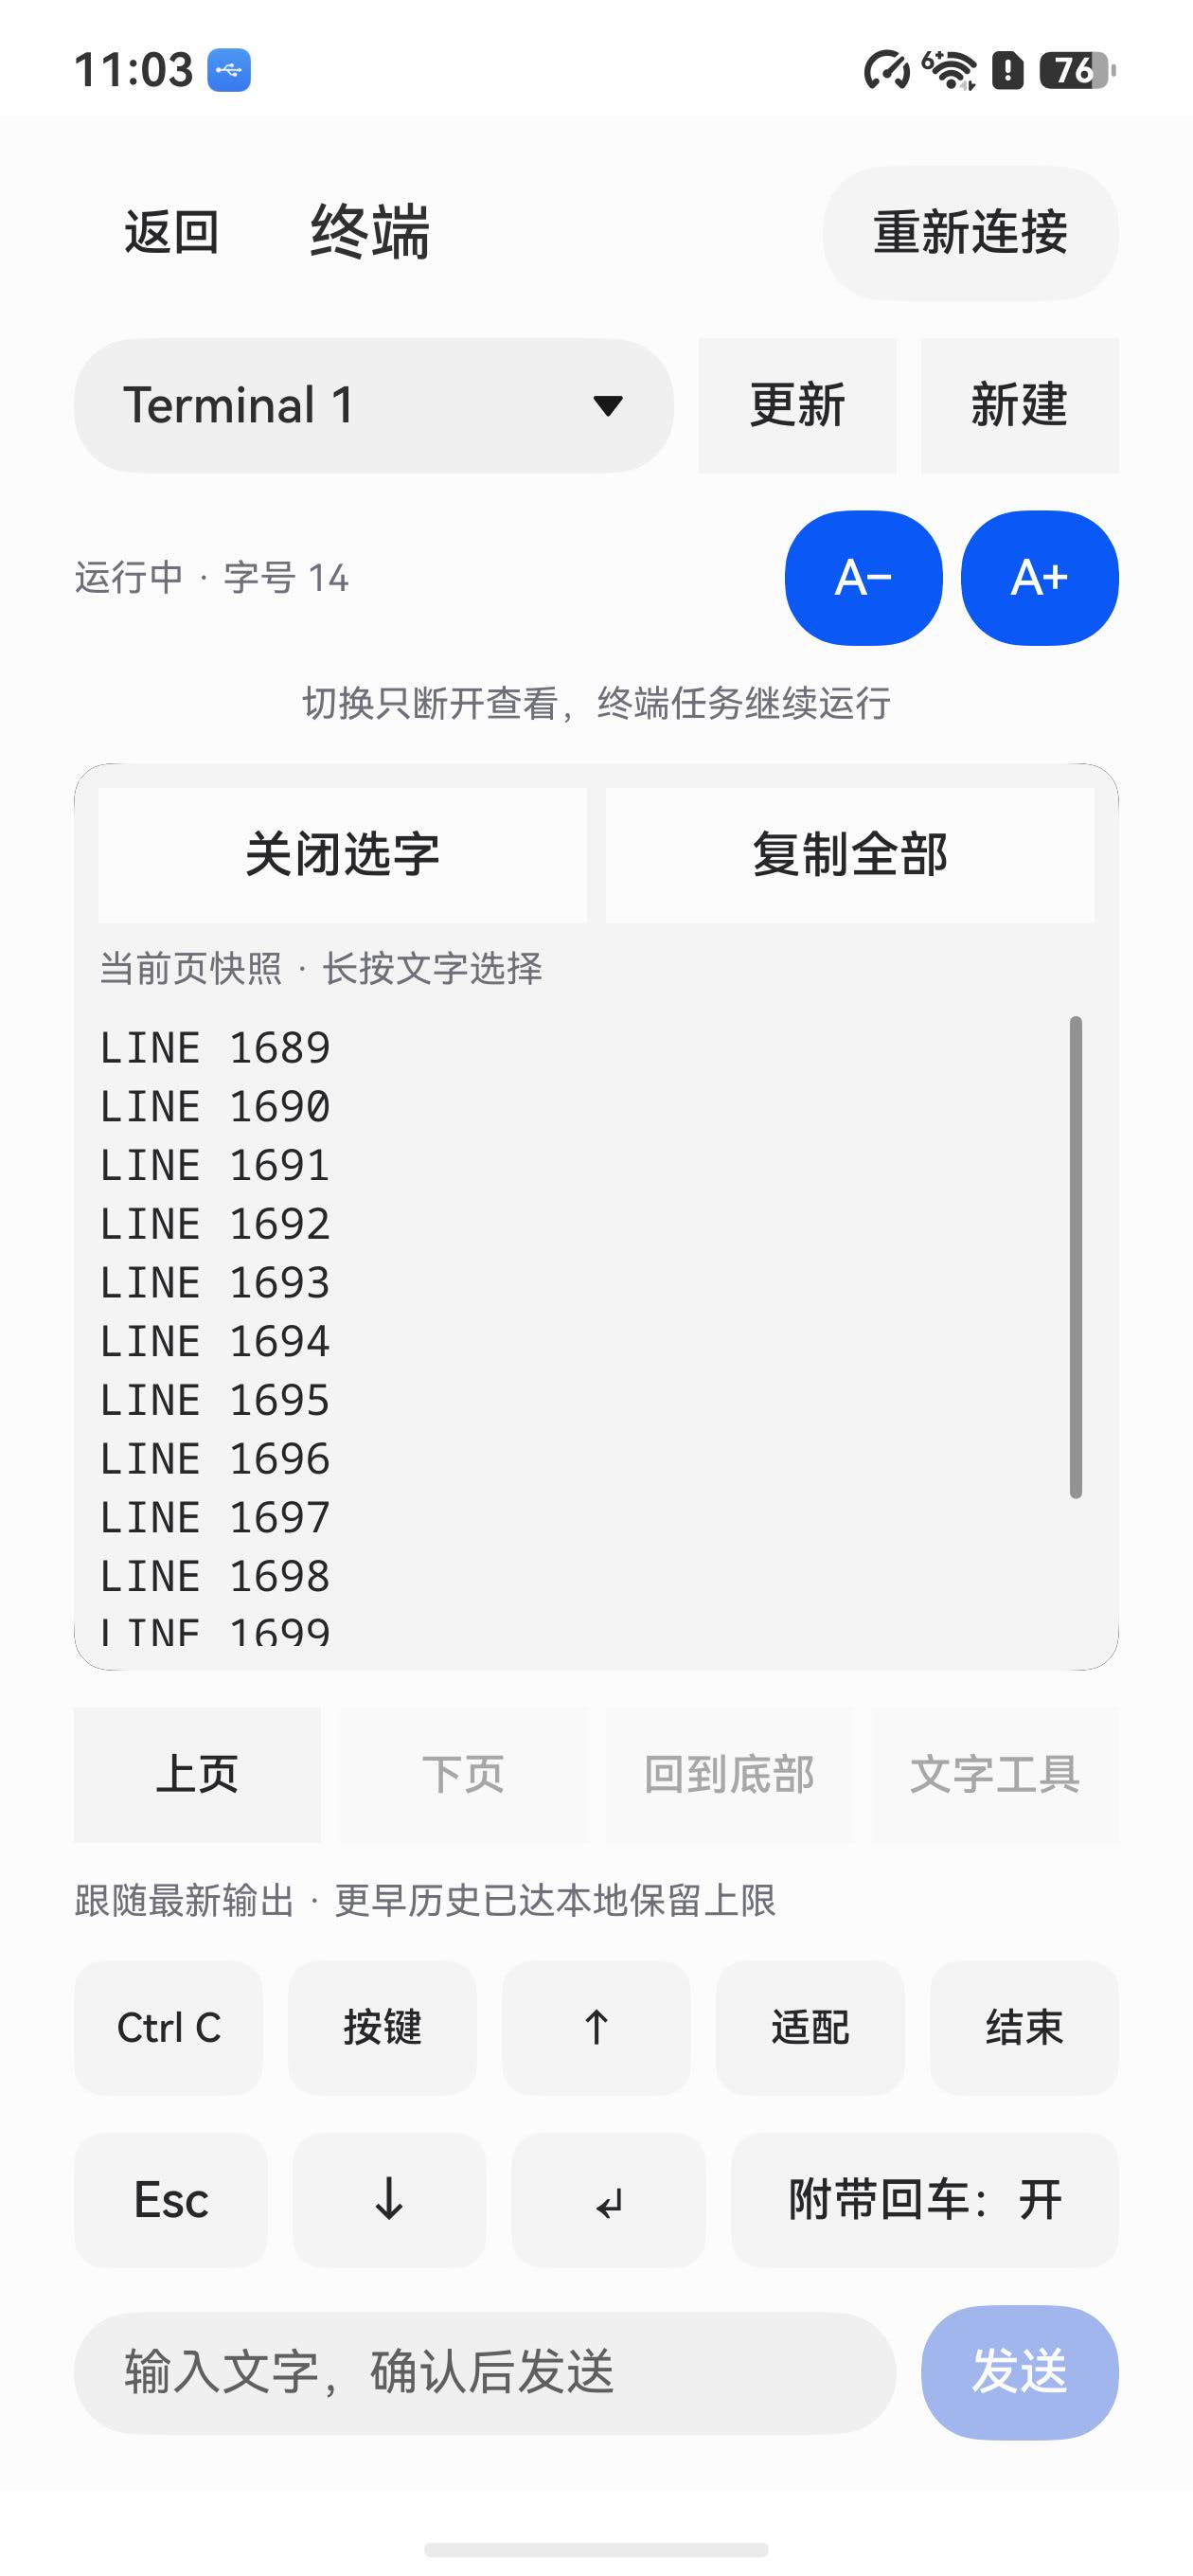 11:03
6+
76
返回 终端 重新连接
Terminal 1 更新 新建
运行中 · 字号 14 A− A+
切换只断开查看，终端任务继续运行
关闭选字 复制全部
当前页快照 · 长按文字选择
LINE 1689
LINE 1690
LINE 1691
LINE 1692
LINE 1693
LINE 1694
LINE 1695
LINE 1696
LINE 1697
LINE 1698
LINE 1699
上页 下页 回到底部 文字工具
跟随最新输出 · 更早历史已达本地保留上限
Ctrl C 按键 ↑ 适配 结束
Esc ↓ ↲ 附带回车：开
输入文字，确认后发送 发送